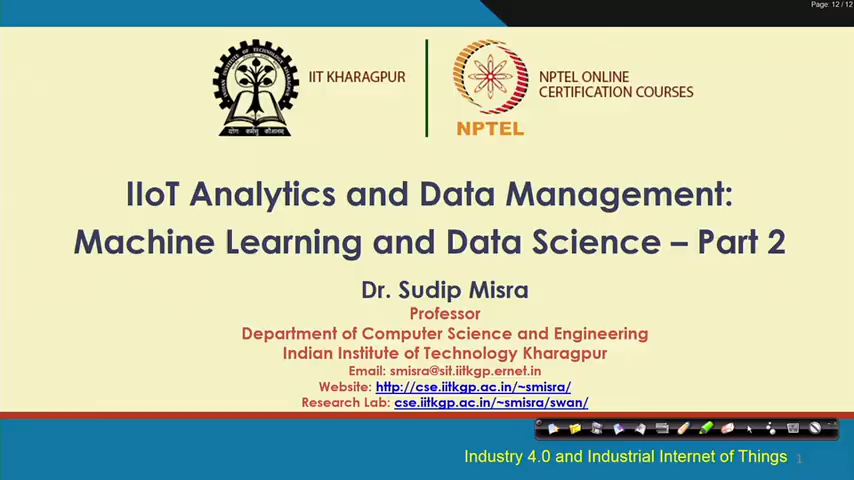 Page: 12 / 12
IIT KHARAGPUR
NPTEL ONLINE
CERTIFICATION COURSES
NPTEL
योगः कर्मसु कौशलम्
IIoT Analytics and Data Management:
Machine Learning and Data Science – Part 2
Dr. Sudip Misra
Professor
Department of Computer Science and Engineering
Indian Institute of Technology Kharagpur
Email: smisra@sit.iitkgp.ernet.in
Website: http://cse.iitkgp.ac.in/~smisra/
Research Lab: cse.iitkgp.ac.in/~smisra/swan/
Industry 4.0 and Industrial Internet of Things 1